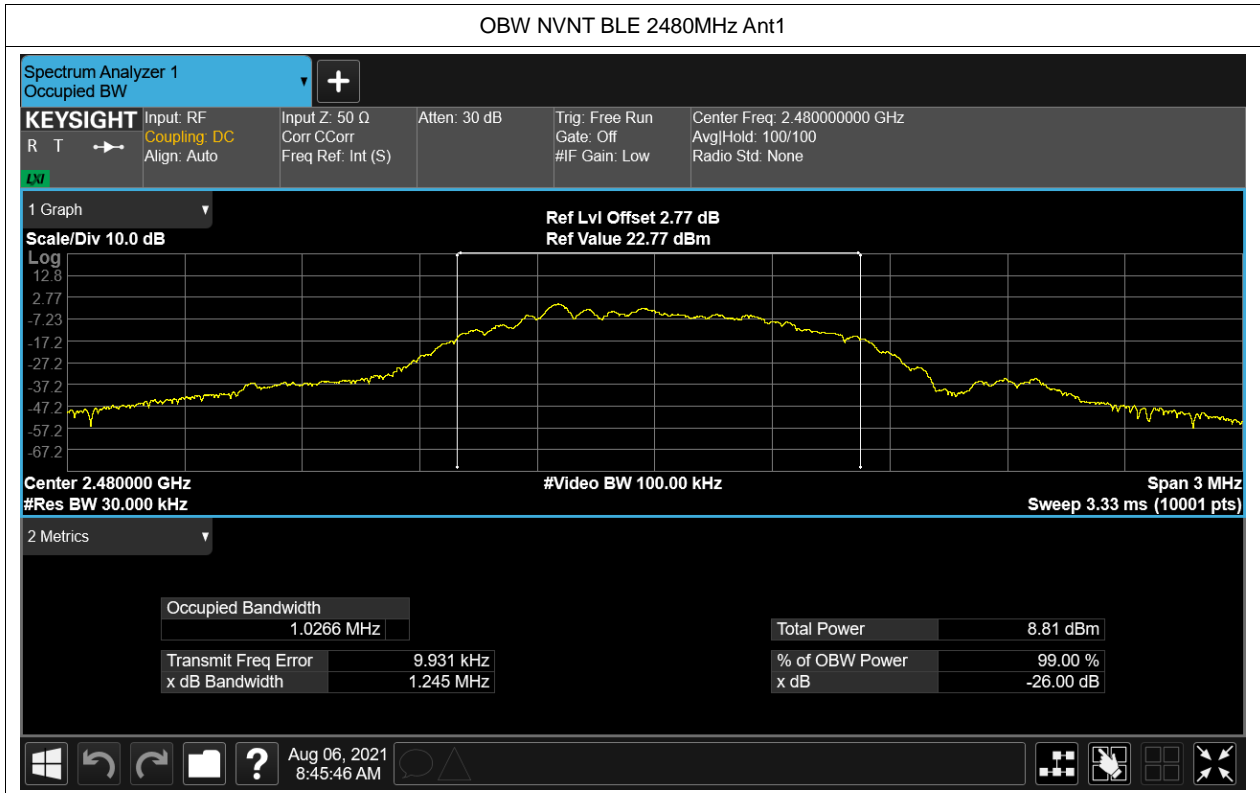 OBW NVNT BLE 2480MHz Ant1
Spectrum Analyzer 1
Occupied BW
KEYSIGHT
R T
LXI
Input: RF
Coupling: DC
Align: Auto
Input Z: 50 Ω
Corr CCorr
Freq Ref: Int (S)
Atten: 30 dB
Trig: Free Run
Gate: Off
#IF Gain: Low
Center Freq: 2.480000000 GHz
Avg|Hold: 100/100
Radio Std: None
1 Graph
Scale/Div 10.0 dB
Ref Lvl Offset 2.77 dB
Ref Value 22.77 dBm
Log
12.8
2.77
-7.23
-17.2
-27.2
-37.2
-47.2
-57.2
-67.2
Center 2.480000 GHz
#Video BW 100.00 kHz
Span 3 MHz
#Res BW 30.000 kHz
Sweep 3.33 ms (10001 pts)
2 Metrics
Occupied Bandwidth
1.0266 MHz
Total Power 8.81 dBm
Transmit Freq Error 9.931 kHz
% of OBW Power 99.00 %
x dB Bandwidth 1.245 MHz
x dB -26.00 dB
?
Aug 06, 2021
8:45:46 AM